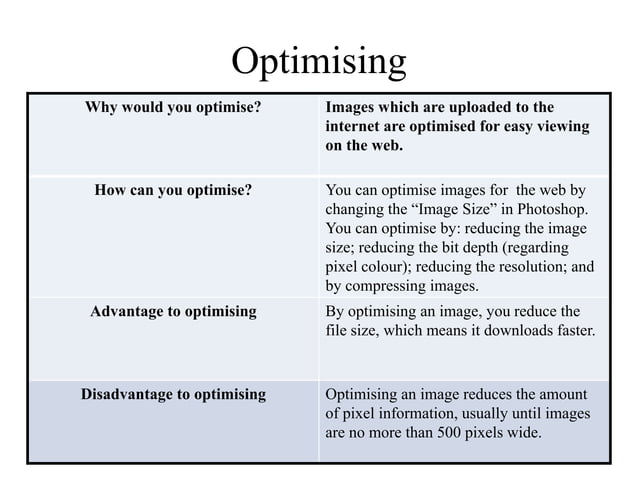 Optimising
Why would you optimise?
Images which are uploaded to the
internet are optimised for easy viewing
on the web.
How can you optimise?
You can optimise images for  the web by
changing the “Image Size” in Photoshop.
You can optimise by: reducing the image
size; reducing the bit depth (regarding
pixel colour); reducing the resolution; and
by compressing images.
Advantage to optimising
By optimising an image, you reduce the
file size, which means it downloads faster.
Disadvantage to optimising
Optimising an image reduces the amount
of pixel information, usually until images
are no more than 500 pixels wide.